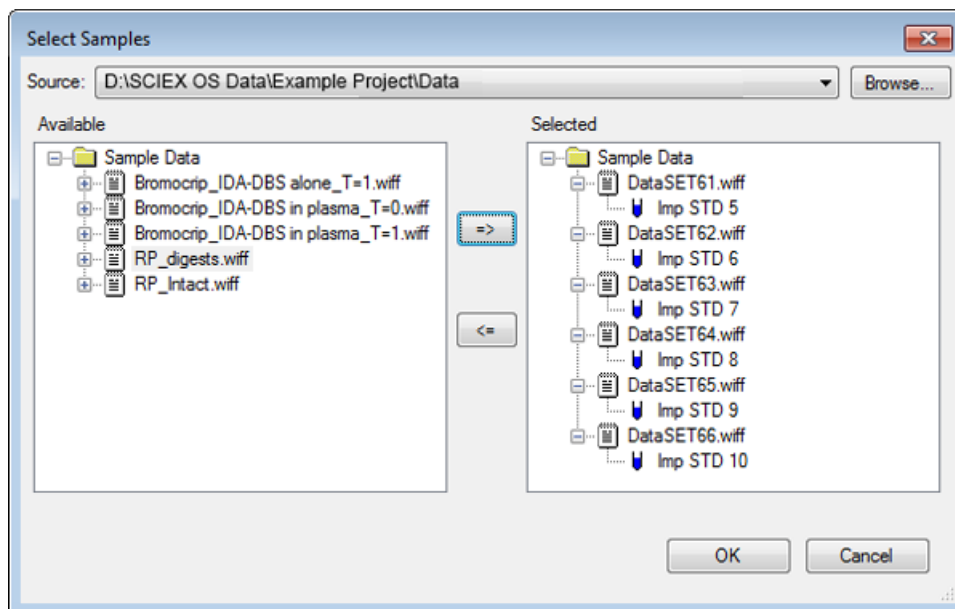 Select Samples
Source: D:\SCIEX OS Data\Example Project\Data Browse...
Available
Sample Data
Bromocrip_IDA-DBS alone_T=1.wiff
Bromocrip_IDA-DBS in plasma_T=0.wiff
Bromocrip_IDA-DBS in plasma_T=1.wiff
RP_digests.wiff
RP_Intact.wiff
=>
<=
Selected
Sample Data
DataSET61.wiff
Imp STD 5
DataSET62.wiff
Imp STD 6
DataSET63.wiff
Imp STD 7
DataSET64.wiff
Imp STD 8
DataSET65.wiff
Imp STD 9
DataSET66.wiff
Imp STD 10
OK Cancel